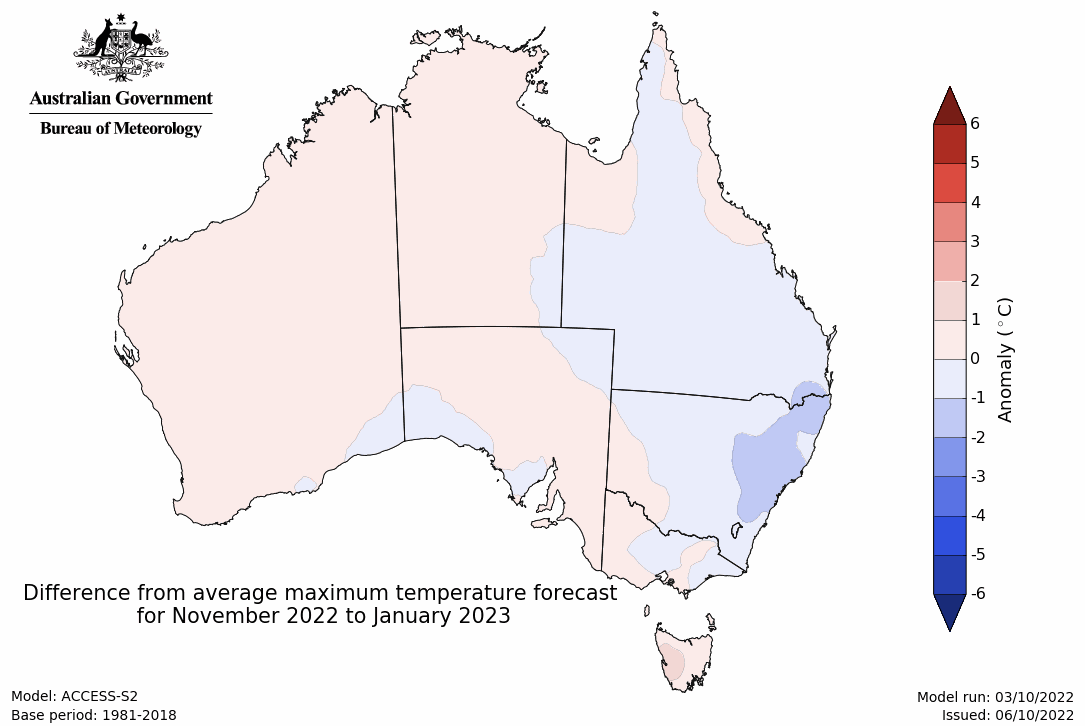 AUSTRALIA
Australian Government
Bureau of Meteorology
6
5
4
3
2
1
0
-1
-2
-3
-4
-5
-6
Anomaly (°C)
Difference from average maximum temperature forecast
for November 2022 to January 2023
Model: ACCESS-S2
Base period: 1981-2018
Model run: 03/10/2022
Issued: 06/10/2022